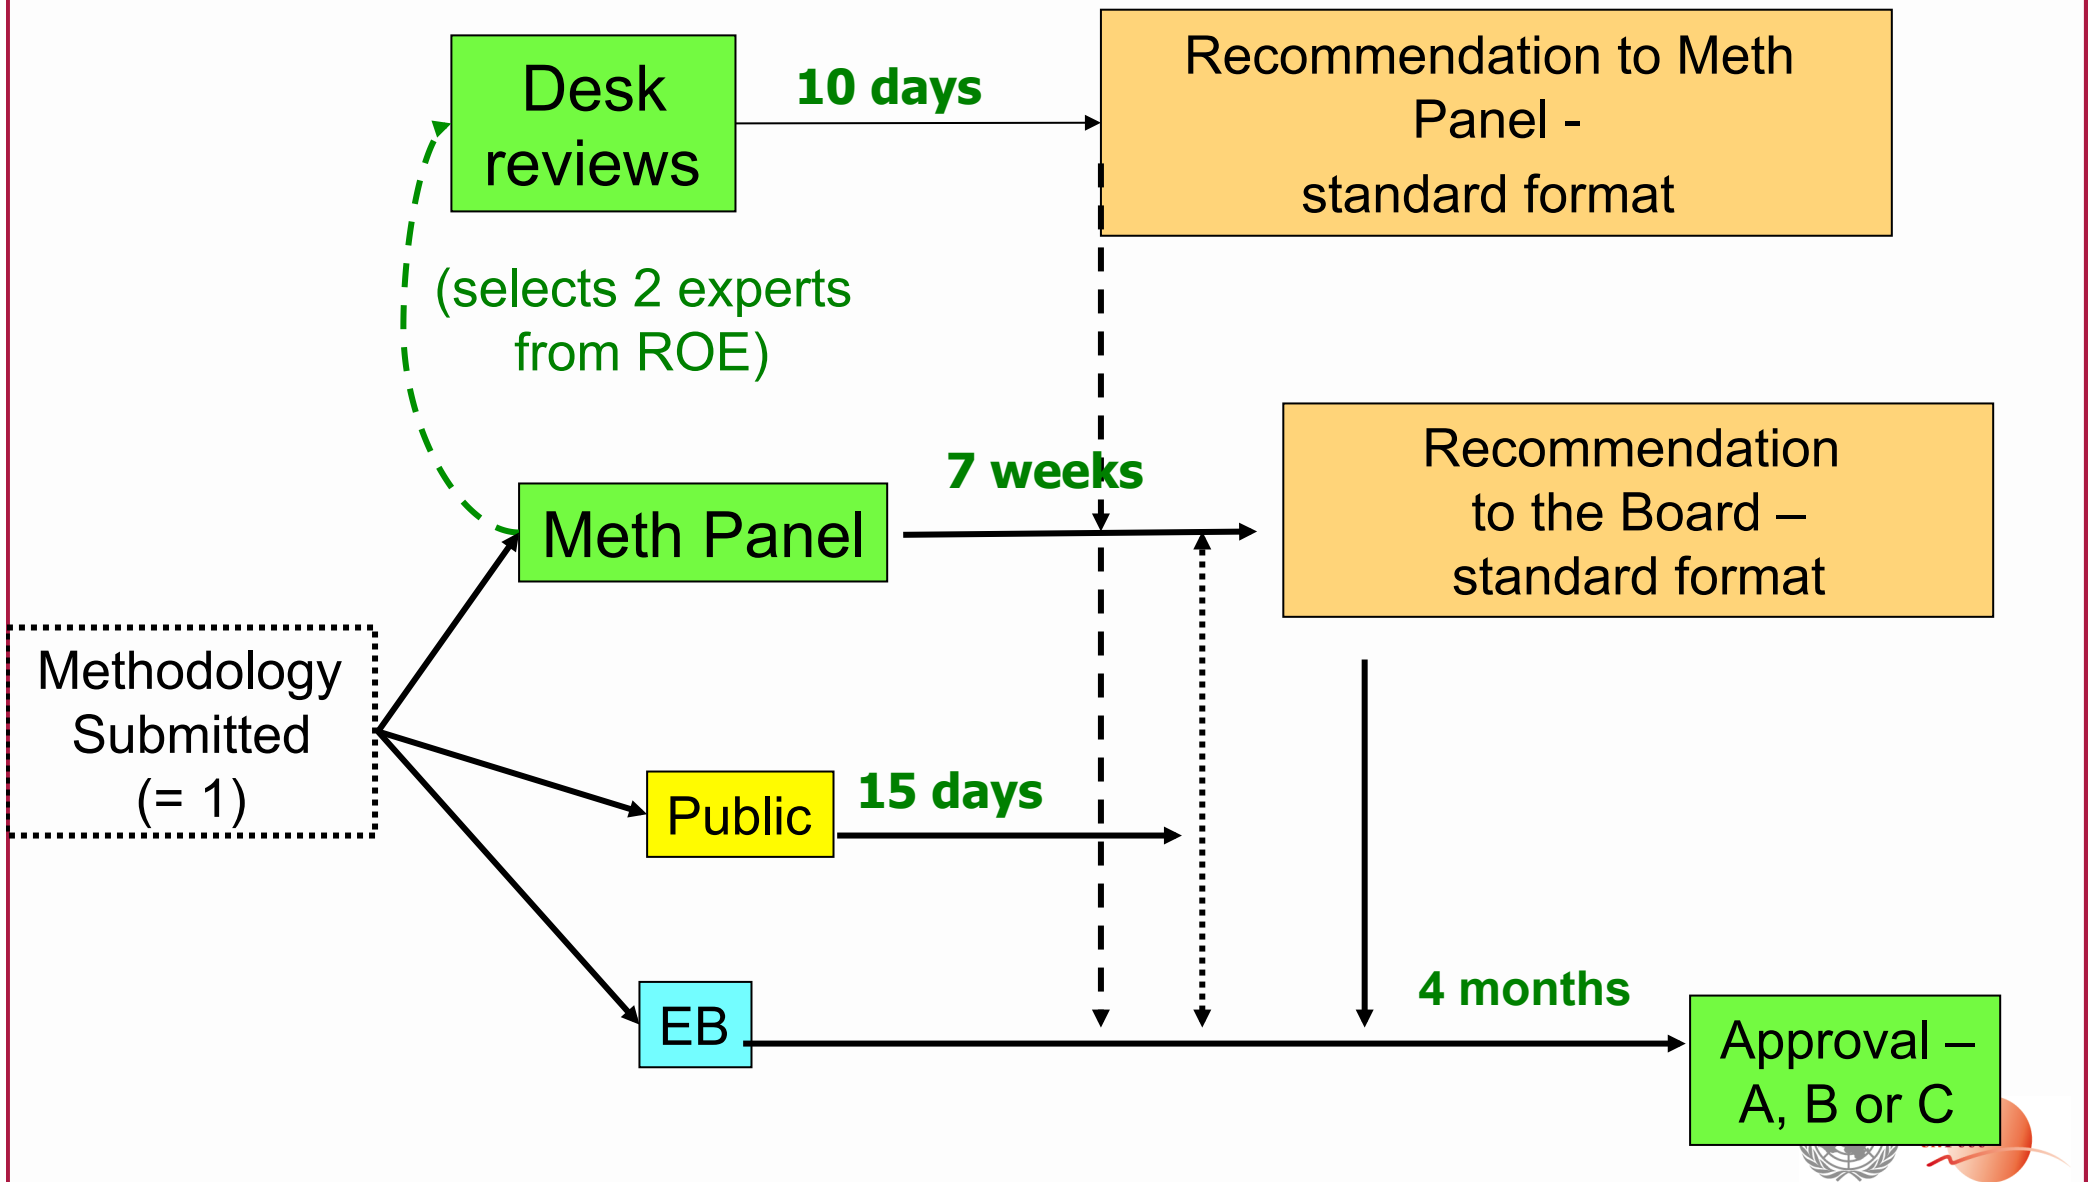 Desk
reviews
10 days
Recommendation to Meth
Panel -
standard format
(selects 2 experts
from ROE)
Meth Panel
7 weeks
Recommendation
to the Board –
standard format
Methodology
Submitted
(= 1)
Public
15 days
EB
4 months
Approval –
A, B or C